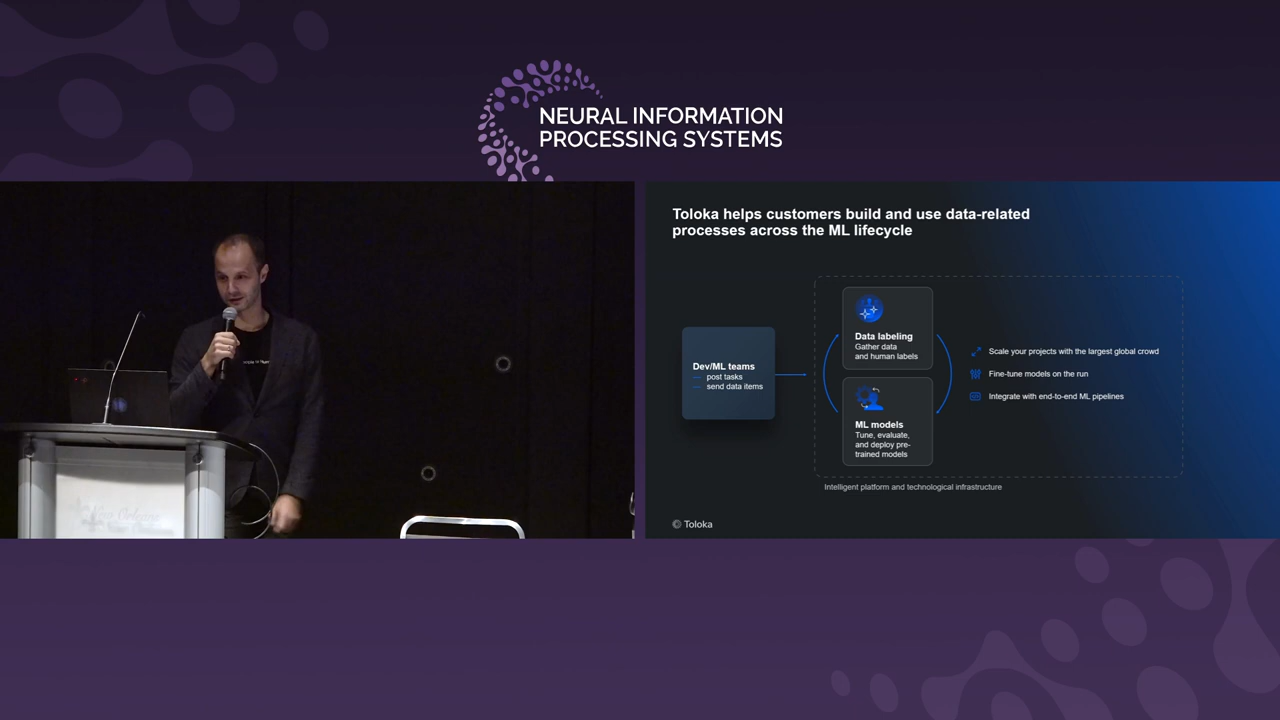 NEURAL INFORMATION
PROCESSING SYSTEMS
New Orleans
Toloka helps customers build and use data-related
processes across the ML lifecycle
Dev/ML teams
— post tasks
— send data items
Data labeling
Gather data
and human labels
ML models
Tune, evaluate,
and deploy pre-
trained models
Scale your projects with the largest global crowd
Fine-tune models on the run
Integrate with end-to-end ML pipelines
Intelligent platform and technological infrastructure
Toloka